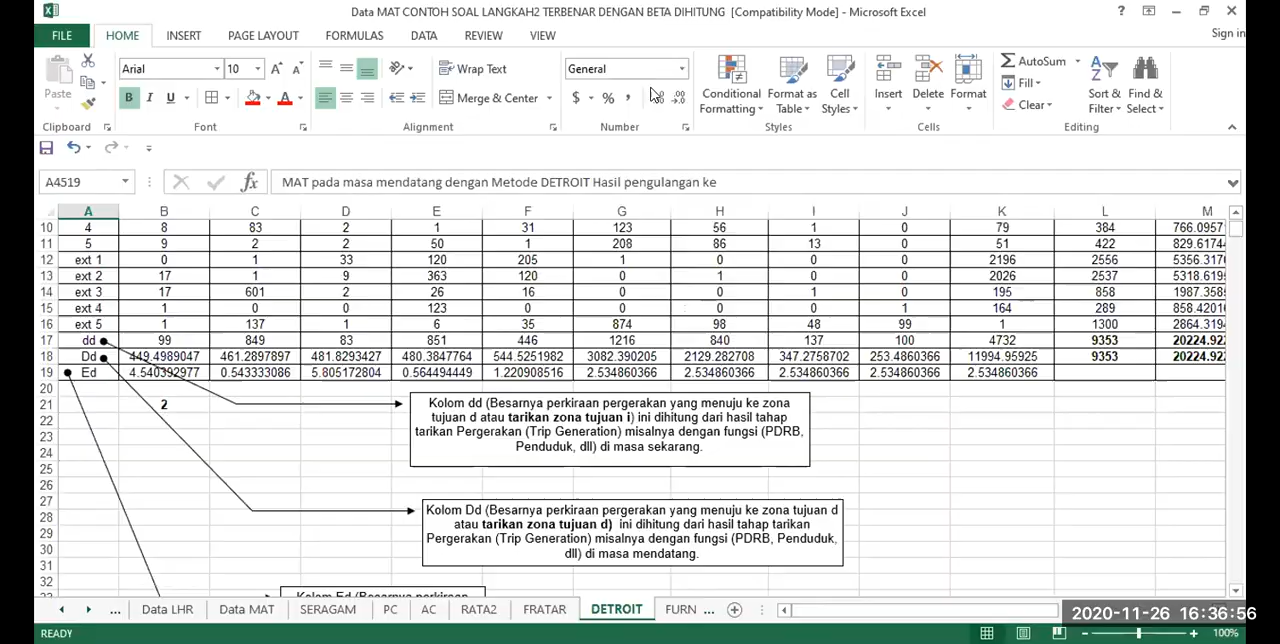 Data MAT CONTOH SOAL LANGKAH2 TERBENAR DENGAN BETA DIHITUNG [Compatibility Mode] - Microsoft Excel
FILE HOME INSERT PAGE LAYOUT FORMULAS DATA REVIEW VIEW Sign in
Paste
Arial 10
B I U
Wrap Text
Merge & Center
General
$ % ,
Conditional Formatting
Format as Table
Cell Styles
Insert Delete Format
AutoSum
Fill
Clear
Sort & Filter
Find & Select
Clipboard Font Alignment Number Styles Cells Editing
A4519 fx MAT pada masa mendatang dengan Metode DETROIT Hasil pengulangan ke
A B C D E F G H I J K L M
10 4 8 83 2 1 31 123 56 1 0 79 384 766.0957
11 5 9 2 2 50 1 208 86 13 0 51 422 829.6174
12 ext 1 0 1 33 120 205 1 0 0 0 2196 2556 5356.317
13 ext 2 17 1 9 363 120 0 1 0 0 2026 2537 5318.619
14 ext 3 17 601 2 26 16 0 0 1 0 195 858 1987.358
15 ext 4 1 0 0 123 0 0 0 0 1 164 289 858.4201
16 ext 5 1 137 1 6 35 874 98 48 99 1 1300 2864.319
17 dd 99 849 83 851 446 1216 840 137 100 4732 9353 20224.92
18 Dd 449.4989047 461.2897897 481.8293427 480.3847764 544.5251982 3082.390205 2129.282708 347.2758702 253.4860366 11994.95925 9353 20224.92
19 Ed 4.540392977 0.543333086 5.805172804 0.564494449 1.220908516 2.534860366 2.534860366 2.534860366 2.534860366 2.534860366
20
21 2
22
23
24
25
26
27
28
29
30
31
32
Kolom dd (Besarnya perkiraan pergerakan yang menuju ke zona
tujuan d atau tarikan zona tujuan i) ini dihitung dari hasil tahap
tarikan Pergerakan (Trip Generation) misalnya dengan fungsi (PDRB,
Penduduk, dll) di masa sekarang.
Kolom Dd (Besarnya perkiraan pergerakan yang menuju ke zona tujuan d
atau tarikan zona tujuan d) ini dihitung dari hasil tahap tarikan
Pergerakan (Trip Generation) misalnya dengan fungsi (PDRB, Penduduk,
dll) di masa mendatang.
Kolom Ed (Besarnya perkiraan
... Data LHR Data MAT SERAGAM PC AC RATA2 FRATAR DETROIT FURN ...
2020-11-26 16:36:56
READY 100%